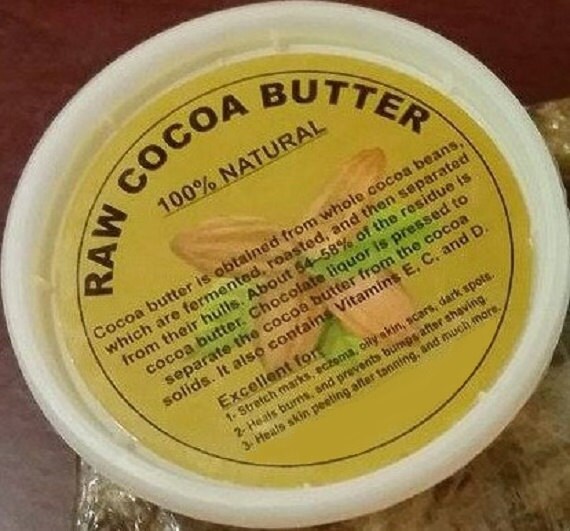 RAW COCOA BUTTER
100% NATURAL
Cocoa butter is obtained from whole cocoa beans,
which are fermented, roasted, and then separated
from their hulls. About 54–58% of the residue is
cocoa butter. Chocolate liquor is pressed to
separate the cocoa butter from the cocoa
solids. It also contains Vitamins E, C. and D.
Excellent for:
1- Stretch marks, eczema, oily skin, scars, dark spots.
2- Heals burns, and prevents bumps after shaving
3- Heals skin peeling after tanning, and much more.